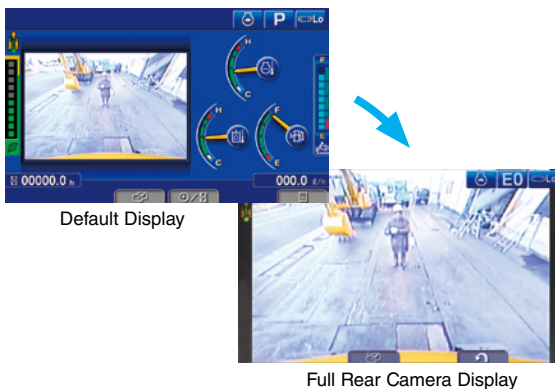 P Lo
H
C
H F F
C E E
00000.0 h 000.0 ℓ/h
Default Display
E0 Lo
Full Rear Camera Display